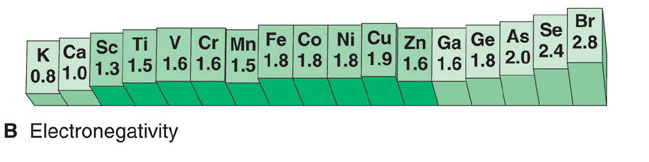 K Ca Sc Ti V Cr Mn Fe Co Ni Cu Zn Ga Ge As Se Br
0.8 1.0 1.3 1.5 1.6 1.6 1.5 1.8 1.8 1.8 1.9 1.6 1.6 1.8 2.0 2.4 2.8
B Electronegativity